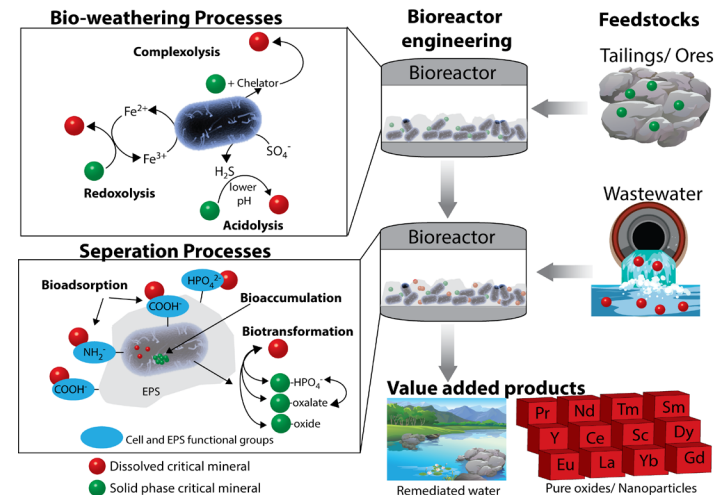 Bio-weathering Processes
Complexolysis
+ Chelator
Fe2+
Fe3+
SO4-
H2S
lower
pH
Redoxolysis
Acidolysis
Bioreactor
engineering
Bioreactor
Feedstocks
Tailings/ Ores
Wastewater
Bioreactor
Seperation Processes
Bioadsorption
HPO42-
COOH-
Bioaccumulation
Biotransformation
NH2-
COOH-
EPS
-HPO4-
-oxalate
-oxide
Cell and EPS functional groups
Dissolved critical mineral
Solid phase critical mineral
Value added products
Remediated water
Pr Nd Tm Sm
Y Ce Sc Dy
Eu La Yb Gd
Pure oxides/ Nanoparticles